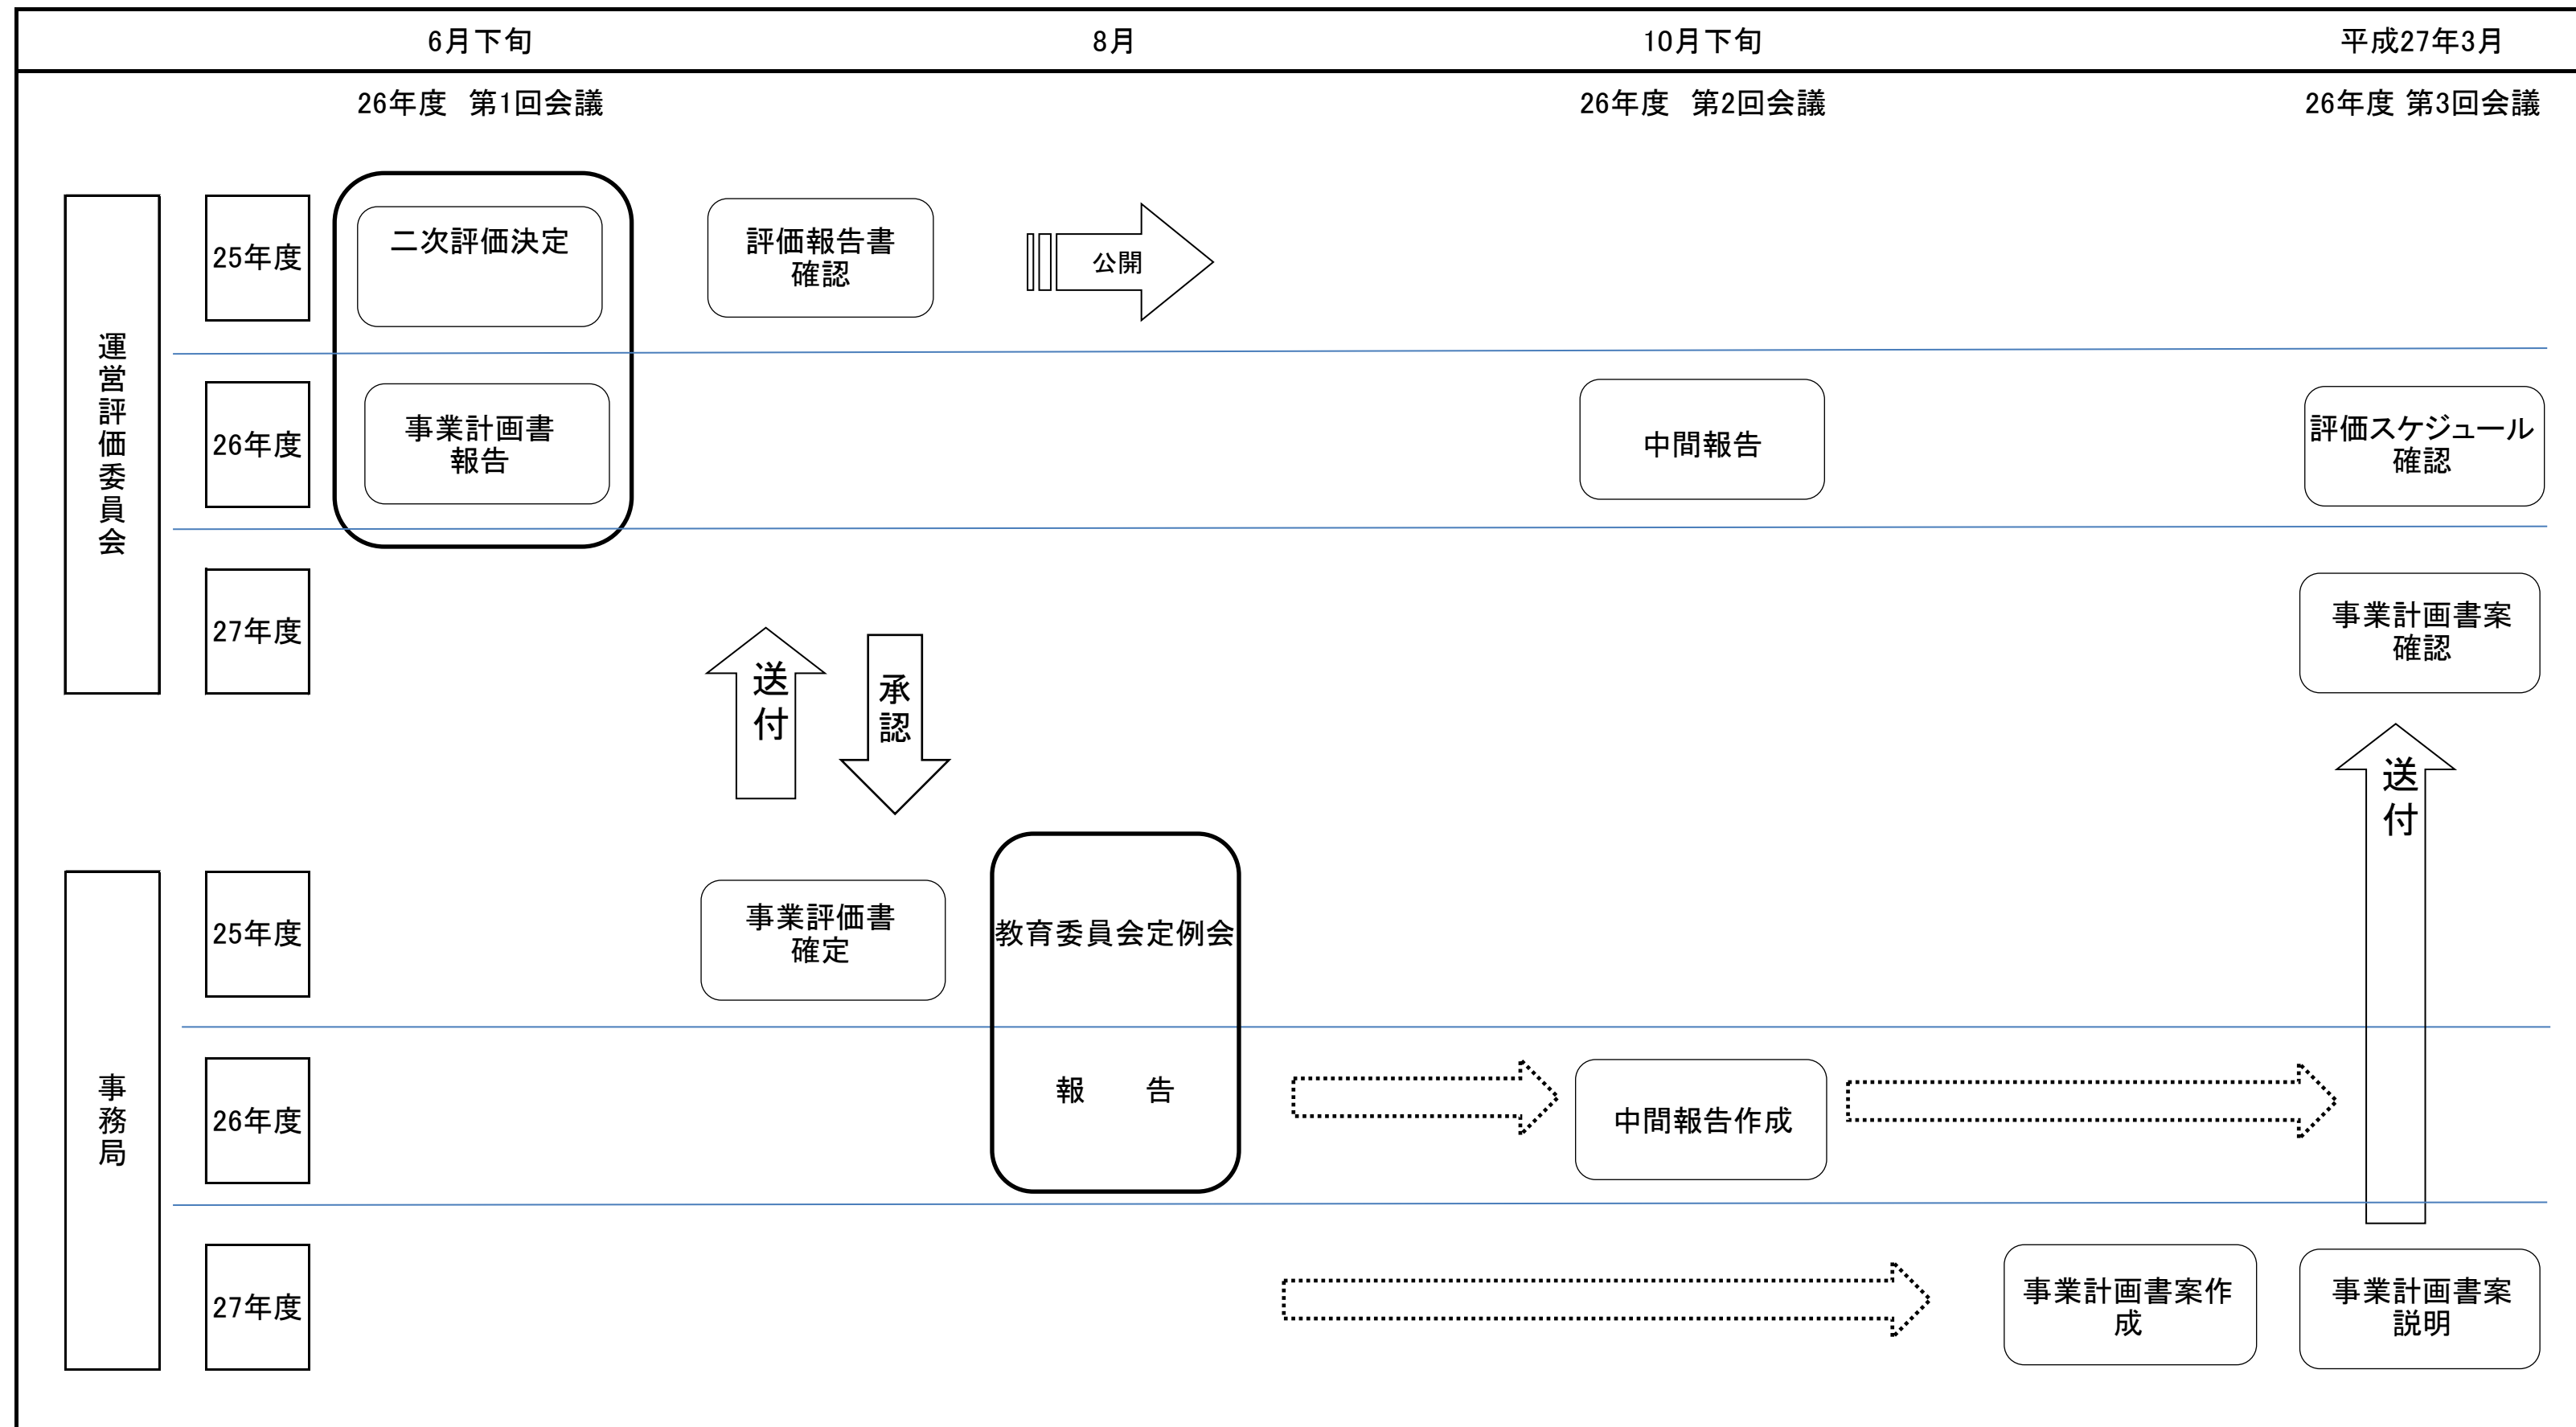 6月下旬
8月
10月下旬
平成27年3月
26年度　第1回会議
26年度　第2回会議
26年度 第3回会議
運営評価委員会
25年度
二次評価決定
評価報告書
確認
公開
26年度
事業計画書
報告
中間報告
評価スケジュール
確認
27年度
事業計画書案
確認
送付
承認
送付
事務局
25年度
事業評価書
確定
教育委員会定例会
報　　告
26年度
中間報告作成
27年度
事業計画書案作
成
事業計画書案
説明